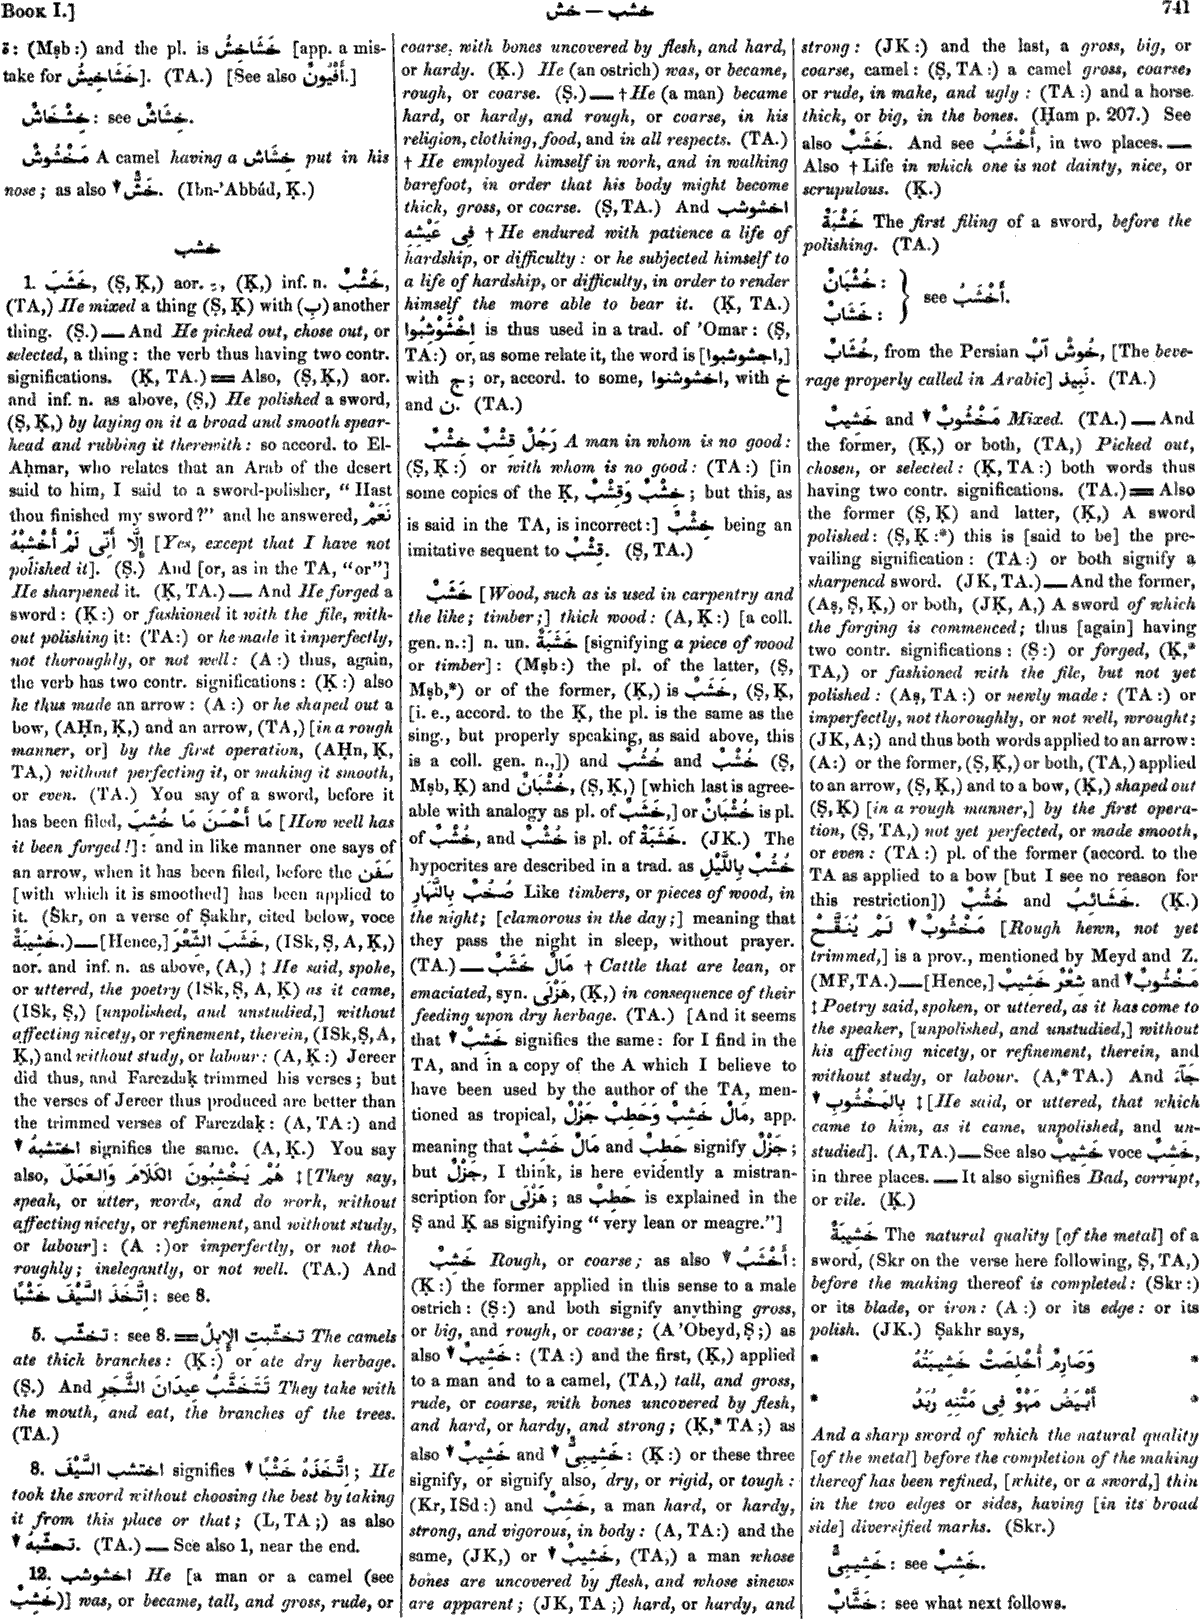 BOOK I.]
خش — خشب
741
ة: (Mṣb:) and the pl. is خَشَاخِشُ [app. a mis-
take for خَشَاخِيشُ]. (TA.) [See also أُفْيُونٌ.]
خِشْخَاشٌ: see خِشَاشٌ.
مَخْشُوشٌ A camel having a خِشَاش put in his
nose; as also ▼ خَشٌّ. (Ibn-'Abbád, Ḳ.)
خشب
1. خَشَبَ, (Ṣ, Ḳ,) aor. ـِ, (Ḳ,) inf. n. خَشْبٌ,
(TA,) He mixed a thing (Ṣ, Ḳ) with (بِ) another
thing. (Ṣ.) — And He picked out, chose out, or
selected, a thing: the verb thus having two contr.
significations. (Ḳ, TA.) = Also, (Ṣ, Ḳ,) aor.
and inf. n. as above, (Ṣ,) He polished a sword,
(Ṣ, Ḳ,) by laying on it a broad and smooth spear-
head and rubbing it therewith: so accord. to El-
Aḥmar, who relates that an Arab of the desert
said to him, I said to a sword-polisher, “Hast
thou finished my sword?” and he answered, نَعَمْ
إِلَّا أَنِّى لَمْ أَخْشِبْهُ [Yes, except that I have not
polished it]. (Ṣ.) And [or, as in the TA, “or”]
He sharpened it. (Ḳ, TA.) — And He forged a
sword: (Ḳ:) or fashioned it with the file, with-
out polishing it: (TA:) or he made it imperfectly,
not thoroughly, or not well: (A:) thus, again,
the verb has two contr. significations: (Ḳ:) also
he thus made an arrow: (A:) or he shaped out a
bow, (AḤn, Ḳ,) and an arrow, (TA,) [in a rough
manner, or] by the first operation, (AḤn, Ḳ,
TA,) without perfecting it, or making it smooth,
or even. (TA.) You say of a sword, before it
has been filed, مَا أَحْسَنَ مَا خُشِبَ [How well has
it been forged!]: and in like manner one says of
an arrow, when it has been filed, before the سَفَن
[with which it is smoothed] has been applied to
it. (Skr, on a verse of Ṣakhr, cited below, voce
خَشِيبَةٌ.) — [Hence,] خَشَبَ الشِّعْرَ, (ISk, Ṣ, A, Ḳ,)
aor. and inf. n. as above, (A,) ‡ He said, spoke,
or uttered, the poetry (ISk, Ṣ, A, Ḳ) as it came,
(ISk, Ṣ,) [unpolished, and unstudied,] without
affecting nicety, or refinement, therein, (ISk, Ṣ, A,
Ḳ,) and without study, or labour: (A, Ḳ:) Jereer
did thus, and Farezdaḳ trimmed his verses; but
the verses of Jereer thus produced are better than
the trimmed verses of Farezdaḳ: (A, TA:) and
▼ اختشبهُ signifies the same. (A, Ḳ.) You say
also, هُمْ يَخْشِبُونَ الكَلَامَ وَالعَمَلَ ‡ [They say,
speak, or utter, words, and do work, without
affecting nicety, or refinement, and without study,
or labour]: (A:) or imperfectly, or not tho-
roughly; inelegantly, or not well. (TA.) And
اِتَّخَذَ السَّيْفَ خَشْبًا: see 8.
5. تخشّب: see 8. = تخشّبت الإِبِلُ The camels
ate thick branches: (Ḳ:) or ate dry herbage.
(Ṣ.) And تَتَخَشَّبُ عِيدَانَ الشَّجَرِ They take with
the mouth, and eat, the branches of the trees.
(TA.)
8. اختشب السَّيْفَ signifies ▼ اِتَّخَذَهُ خَشْبًا; He
took the sword without choosing the best by taking
it from this place or that; (L, TA;) as also
▼ تخشّبهُ. (TA.) — See also 1, near the end.
12. اخشوشب He [a man or a camel (see
خَشِبٌ)] was, or became, tall, and gross, rude, or
coarse, with bones uncovered by flesh, and hard,
or hardy. (Ḳ.) He (an ostrich) was, or became,
rough, or coarse. (Ṣ.) — † He (a man) became
hard, or hardy, and rough, or coarse, in his
religion, clothing, food, and in all respects. (TA.)
† He employed himself in work, and in walking
barefoot, in order that his body might become
thick, gross, or coarse. (Ṣ, TA.) And اخشوشب
فِى عَيْشِهِ † He endured with patience a life of
hardship, or difficulty: or he subjected himself to
a life of hardship, or difficulty, in order to render
himself the more able to bear it. (Ḳ, TA.)
اِخْشَوْشِبُوا is thus used in a trad. of 'Omar: (Ṣ,
TA:) or, as some relate it, the word is [اجشوشبوا,]
with ج; or, accord. to some, اخشوشنوا, with خ
and ن. (TA.)
رَجُلٌ قِشْبٌ خِشْبٌ A man in whom is no good:
(Ṣ, Ḳ:) or with whom is no good: (TA:) [in
some copies of the Ḳ, خِشْبٌ وَقِشْبٌ; but this, as
is said in the TA, is incorrect:] خِشْبٌ being an
imitative sequent to قِشْبٌ. (Ṣ, TA.)
خَشَبٌ [Wood, such as is used in carpentry and
the like; timber;] thick wood: (A, Ḳ:) [a coll.
gen. n.:] n. un. خَشَبَةٌ [signifying a piece of wood
or timber]: (Mṣb:) the pl. of the latter, (Ṣ,
Mṣb,*) or of the former, (Ḳ,) is خَشَبٌ, (Ṣ, Ḳ,
[i. e., accord. to the Ḳ, the pl. is the same as the
sing., but properly speaking, as said above, this
is a coll. gen. n.,]) and خُشُبٌ and خُشْبٌ (Ṣ,
Mṣb, Ḳ) and خُشْبَانٌ, (Ṣ, Ḳ,) [which last is agree-
able with analogy as pl. of خَشَبٌ,] or خُشْبَانٌ is pl.
of خُشُبٌ, and خُشْبٌ is pl. of خَشَبَةٌ. (JK.) The
hypocrites are described in a trad. as خُشُبٌ بِاللَّيْلِ
صُخُبٌ بِالنَّهَارِ Like timbers, or pieces of wood, in
the night; [clamorous in the day;] meaning that
they pass the night in sleep, without prayer.
(TA.) — مَالٌ خَشَبٌ † Cattle that are lean, or
emaciated, syn. هَزْلَى, (Ḳ,) in consequence of their
feeding upon dry herbage. (TA.) [And it seems
that ▼ خَشِبٌ signifies the same: for I find in the
TA, and in a copy of the A which I believe to
have been used by the author of the TA, men-
tioned as tropical, مَالٌ خَشِبٌ وَحَطِبٌ جَزْلٌ, app.
meaning that مَالٌ خَشِبٌ and حَطِبٌ signify جَزْلٌ;
but جَزْلٌ, I think, is here evidently a mistran-
scription for هَزْلَى; as حَطِبٌ is explained in the
Ṣ and Ḳ as signifying “very lean or meagre.”]
خَشِبٌ Rough, or coarse; as also ▼ أَخْشَبُ:
(Ḳ:) the former applied in this sense to a male
ostrich: (Ṣ:) and both signify anything gross,
or big, and rough, or coarse; (A 'Obeyd, Ṣ;) as
also ▼ خَشِيبٌ: (TA:) and the first, (Ḳ,) applied
to a man and to a camel, (TA,) tall, and gross,
rude, or coarse, with bones uncovered by flesh,
and hard, or hardy, and strong; (Ḳ,* TA;) as
also ▼ خَشِيبٌ and ▼ خَشِيبِىٌّ: (Ḳ:) or these three
signify, or signify also, dry, or rigid, or tough:
(Kr, ISd:) and خَشِبٌ, a man hard, or hardy,
strong, and vigorous, in body: (A, TA:) and the
same, (JK,) or ▼ خَشِيبٌ, (TA,) a man whose
bones are uncovered by flesh, and whose sinews
are apparent; (JK, TA;) hard, or hardy, and
strong: (JK:) and the last, a gross, big, or
coarse, camel: (Ṣ, TA:) a camel gross, coarse,
or rude, in make, and ugly: (TA:) and a horse
thick, or big, in the bones. (Ḥam p. 207.) See
also خَشَبٌ. And see أَخْشَبُ, in two places. —
Also † Life in which one is not dainty, nice, or
scrupulous. (Ḳ.)
خَشْبَةٌ The first filing of a sword, before the
polishing. (TA.)
خُشْبَانٌ:
خَشَابٌ:
} see أَخْشَبُ.
خُشَابٌ, from the Persian خُوشْ آبْ, [The beve-
rage properly called in Arabic] نَبِيذ. (TA.)
خَشِيبٌ and ▼ مَخْشُوبٌ Mixed. (TA.) — And
the former, (Ḳ,) or both, (TA,) Picked out,
chosen, or selected: (Ḳ, TA:) both words thus
having two contr. significations. (TA.) = Also
the former (Ṣ, Ḳ) and latter, (Ḳ,) A sword
polished: (Ṣ, Ḳ:*) this is [said to be] the pre-
vailing signification: (TA:) or both signify a
sharpened sword. (JK, TA.) — And the former,
(Aṣ, Ṣ, Ḳ,) or both, (JK, A,) A sword of which
the forging is commenced; thus [again] having
two contr. significations: (Ṣ:) or forged, (Ḳ,*
TA,) or fashioned with the file, but not yet
polished: (Aṣ, TA:) or newly made: (TA:) or
imperfectly, not thoroughly, or not well, wrought;
(JK, A;) and thus both words applied to an arrow:
(A:) or the former, (Ṣ, Ḳ,) or both, (TA,) applied
to an arrow, (Ṣ, Ḳ,) and to a bow, (Ḳ,) shaped out
(Ṣ, Ḳ) [in a rough manner,] by the first opera-
tion, (Ṣ, TA,) not yet perfected, or made smooth,
or even: (TA:) pl. of the former (accord. to the
TA as applied to a bow [but I see no reason for
this restriction]) خُشُبٌ and خَشَائِبُ. (Ḳ.)
مَخْشُوبٌ ▼ لَمْ يُنَقَّحْ [Rough hewn, not yet
trimmed,] is a prov., mentioned by Meyd and Z.
(MF, TA.) — [Hence,] شِعْرٌ خَشِيبٌ and ▼ مَخْشُوبٌ
‡ Poetry said, spoken, or uttered, as it has come to
the speaker, [unpolished, and unstudied,] without
his affecting nicety, or refinement, therein, and
without study, or labour. (A,* TA.) And جَآءَ
▼ بِالمَخْشُوبِ ‡ [He said, or uttered, that which
came to him, as it came, unpolished, and un-
studied]. (A, TA.) — See also خَشِيبٌ voce خَشِبٌ,
in three places. — It also signifies Bad, corrupt,
or vile. (Ḳ.)
خَشِيبَةٌ The natural quality [of the metal] of a
sword, (Skr on the verse here following, Ṣ, TA,)
before the making thereof is completed: (Skr:)
or its blade, or iron: (A:) or its edge: or its
polish. (JK.) Ṣakhr says,
* وَصَارِمٌ أُخْلِصَتْ خَشِيبَتُهُ *
* أَبْيَضُ مَهْوٌ فِى مَتْنِهِ رُبَدُ *
And a sharp sword of which the natural quality
[of the metal] before the completion of the making
thereof has been refined, [white, or a sword,] thin
in the two edges or sides, having [in its broad
side] diversified marks. (Skr.)
خَشِيبِىٌّ: see خَشِبٌ.
خَشَّابٌ: see what next follows.